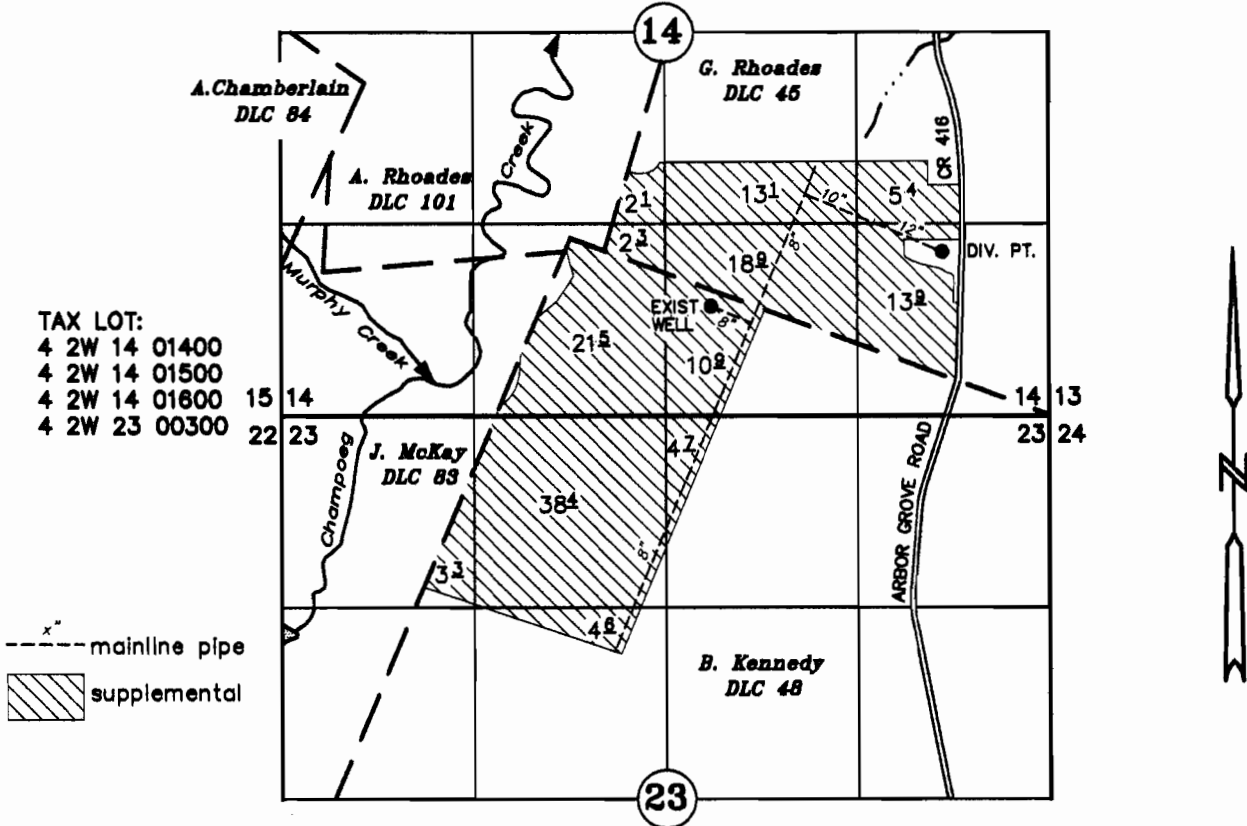 14
A.Chamberlain
DLC 84
G. Rhoades
DLC 45
CR 416
Creek
A. Rhoades
DLC 101
2 1
13 1
10"
5 4
12"
2 3
8"
18 9
DIV. PT.
Murphy Creek
EXIST
WELL
8"
13 9
21 5
10 9
TAX LOT:
4 2W 14 01400
4 2W 14 01500
4 2W 14 01600
4 2W 23 00300
15 14
22 23
14 13
23 24
J. McKay
DLC 83
4 7
Champoeg
38 4
ARBOR GROVE ROAD
8"
3 3
4 6
x"
mainline pipe
supplemental
B. Kennedy
DLC 48
N
23